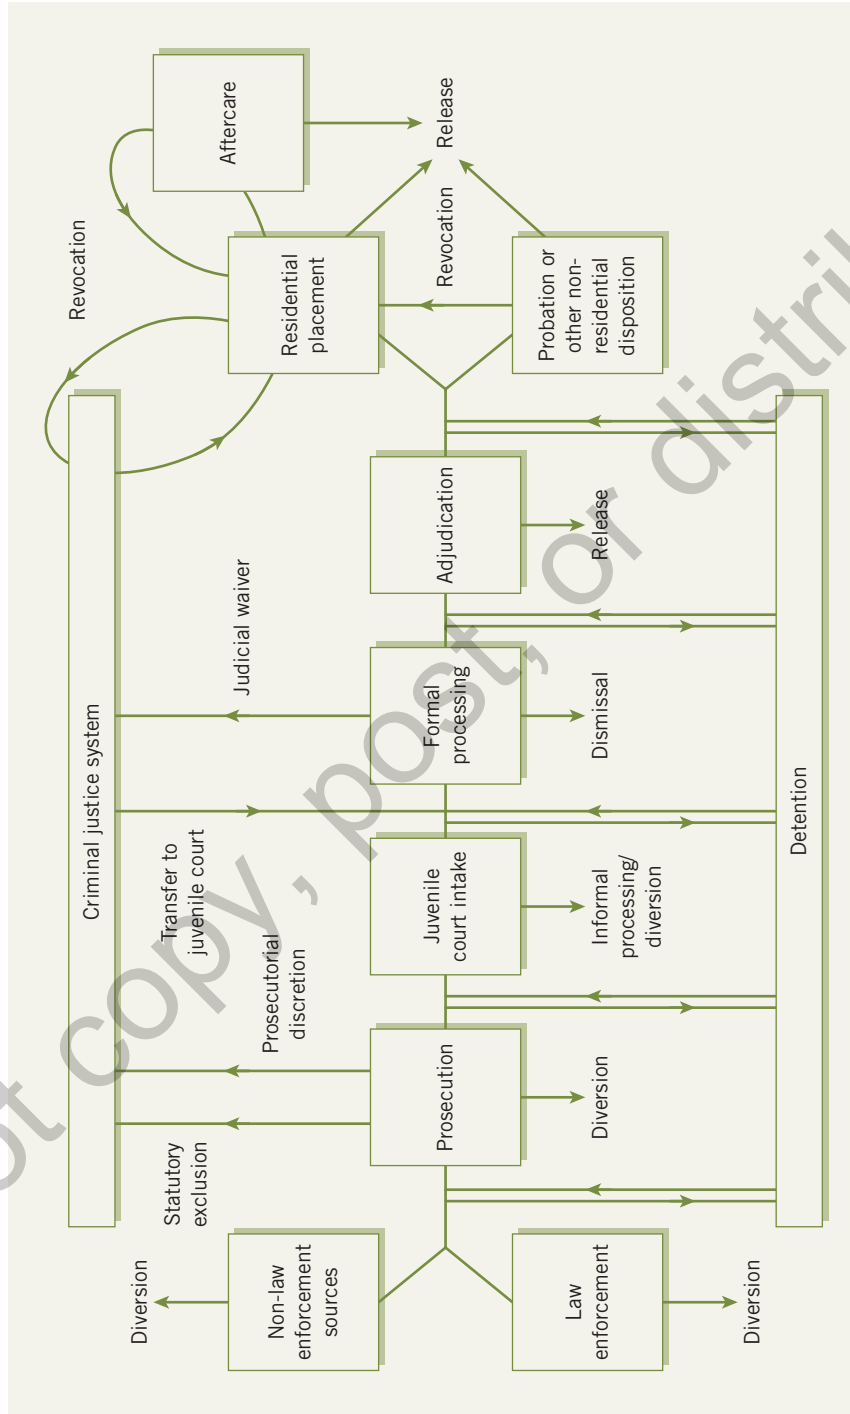 Diversion
Non-law
enforcement
sources
Law
enforcement
Diversion
Statutory
exclusion
Prosecution
Diversion
Prosecutorial
discretion
Transfer to
juvenile court
Criminal justice system
Juvenile
court intake
Informal
processing/
diversion
Judicial waiver
Formal
processing
Dismissal
Adjudication
Release
Detention
Revocation
Residential
placement
Revocation
Probation or
other non-
residential
disposition
Aftercare
Release
copy, post, or